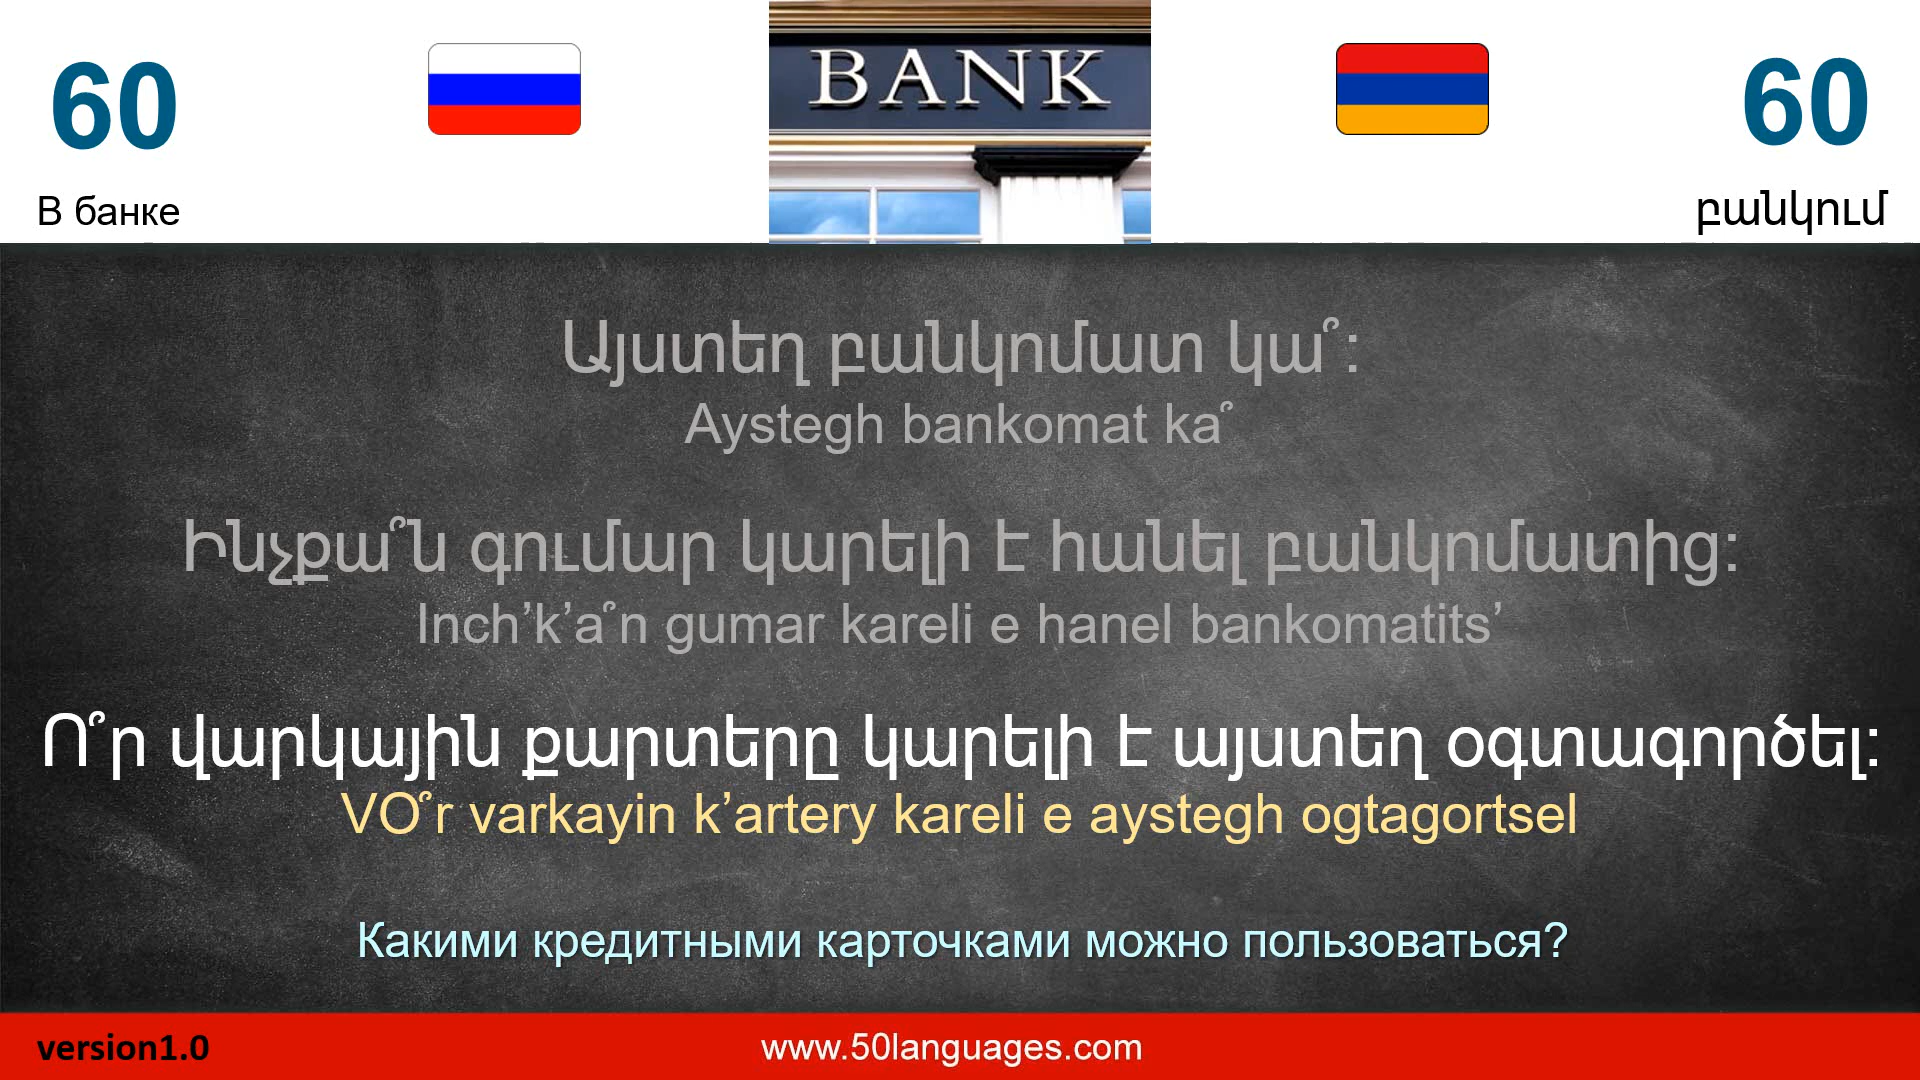 60
60
BANK
В банке
բանկում
Այստեղ բանկոմատ կա՞:
Aystegh bankomat ka՞
Ինչքա՞ն գումար կարելի է հանել բանկոմատից:
Inch’k’a՞n gumar kareli e hanel bankomatits’
Ո՞ր վարկային քարտերը կարելի է այստեղ օգտագործել:
VO՞r varkayin k’artery kareli e aystegh ogtagortsel
Какими кредитными карточками можно пользоваться?
version1.0
www.50languages.com